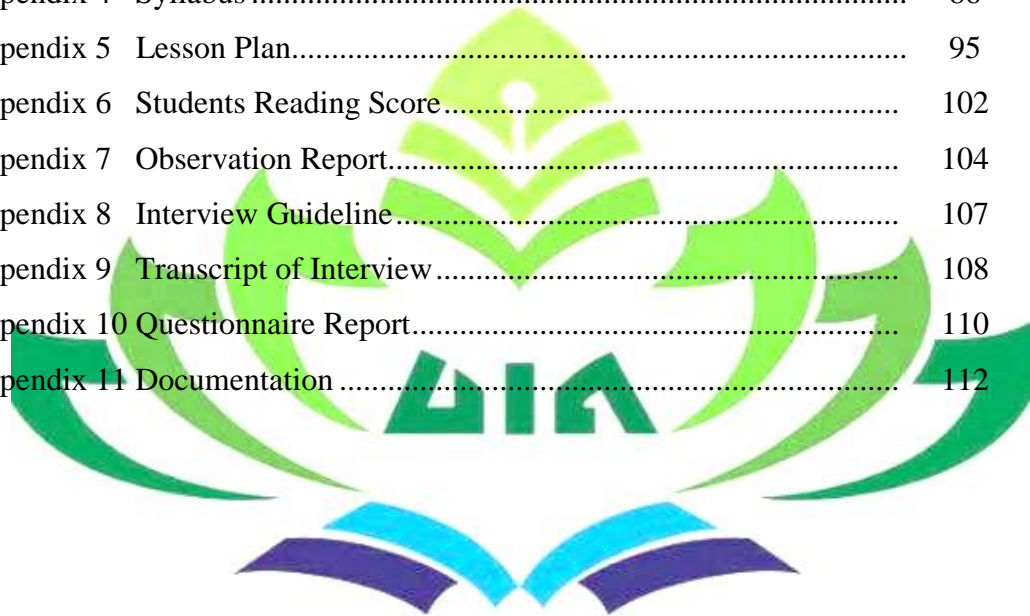 pendix 4 Syllabus ........................................................................
pendix 5 Lesson Plan........................................................................ 95
pendix 6 Students Reading Score........................................................................ 102
pendix 7 Observation Report........................................................................ 104
pendix 8 Interview Guideline........................................................................ 107
pendix 9 Transcript of Interview........................................................................ 108
pendix 10 Questionnaire Report........................................................................ 110
pendix 11 Documentation ........................................................................ 112
UIN